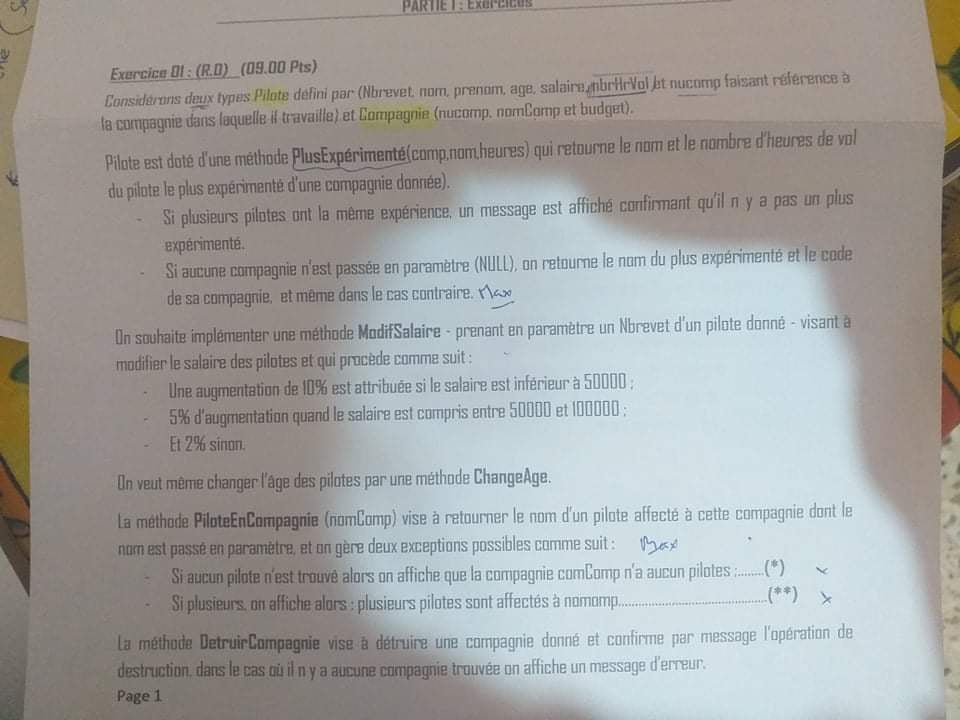 PARTIE I : Exercices
Exercice 01 : (R.O) (09.00 Pts)
Considérons deux types Pilote défini par (Nbrevet, nom, prenom, age, salaire, nbrHrVol et nucomp faisant référence à
la compagnie dans laquelle il travaille) et Compagnie (nucomp, nomComp et budget).
Pilote est doté d'une méthode PlusExpérimenté(comp,nom,heures) qui retourne le nom et le nombre d'heures de vol
du pilote le plus expérimenté d'une compagnie donnée).
- Si plusieurs pilotes ont la même expérience, un message est affiché confirmant qu'il n y a pas un plus
expérimenté.
- Si aucune compagnie n'est passée en paramètre (NULL), on retourne le nom du plus expérimenté et le code
de sa compagnie, et même dans le cas contraire. Max
On souhaite implémenter une méthode ModifSalaire - prenant en paramètre un Nbrevet d'un pilote donné - visant à
modifier le salaire des pilotes et qui procède comme suit :
- Une augmentation de 10% est attribuée si le salaire est inférieur à 50000 ;
- 5% d'augmentation quand le salaire est compris entre 50000 et 100000 ;
- Et 2% sinon.
On veut même changer l'âge des pilotes par une méthode ChangeAge.
La méthode PiloteEnCompagnie (nomComp) vise à retourner le nom d'un pilote affecté à cette compagnie dont le
nom est passé en paramètre, et on gère deux exceptions possibles comme suit :
- Si aucun pilote n'est trouvé alors on affiche que la compagnie comComp n'a aucun pilotes ;.......(*)
- Si plusieurs, on affiche alors : plusieurs pilotes sont affectés à nomomp..........................................(**) x
La méthode DetruirCompagnie vise à détruire une compagnie donné et confirme par message l'opération de
destruction, dans le cas où il n y a aucune compagnie trouvée on affiche un message d'erreur.
Page 1